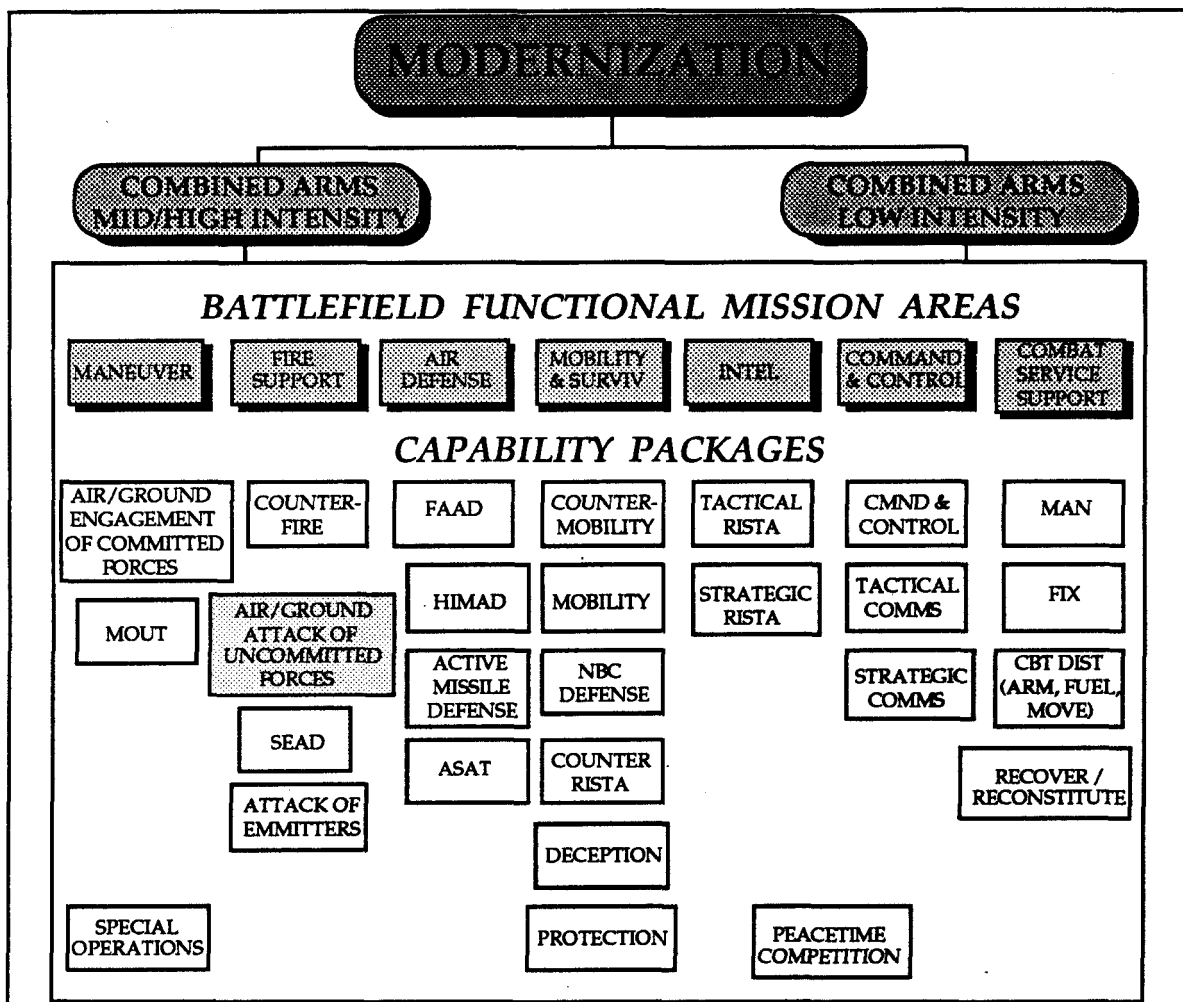 MODERNIZATION
COMBINED ARMS
MID/HIGH INTENSITY
COMBINED ARMS
LOW INTENSITY
BATTLEFIELD FUNCTIONAL MISSION AREAS
MANEUVER
FIRE
SUPPORT
AIR
DEFENSE
MOBILITY
& SURVIV
INTEL
COMMAND
& CONTROL
COMBAT
SERVICE
SUPPORT
CAPABILITY PACKAGES
AIR/GROUND
ENGAGEMENT
OF COMMITTED
FORCES
COUNTER-
FIRE
FAAD
COUNTER-
MOBILITY
TACTICAL
RISTA
CMND &
CONTROL
MAN
MOUT
AIR/GROUND
ATTACK OF
UNCOMMITTED
FORCES
HIMAD
MOBILITY
STRATEGIC
RISTA
TACTICAL
COMMS
FIX
ACTIVE
MISSILE
DEFENSE
NBC
DEFENSE
STRATEGIC
COMMS
CBT DIST
(ARM, FUEL,
MOVE)
SEAD
ASAT
COUNTER
RISTA
RECOVER /
RECONSTITUTE
ATTACK OF
EMMITTERS
DECEPTION
SPECIAL
OPERATIONS
PROTECTION
PEACETIME
COMPETITION